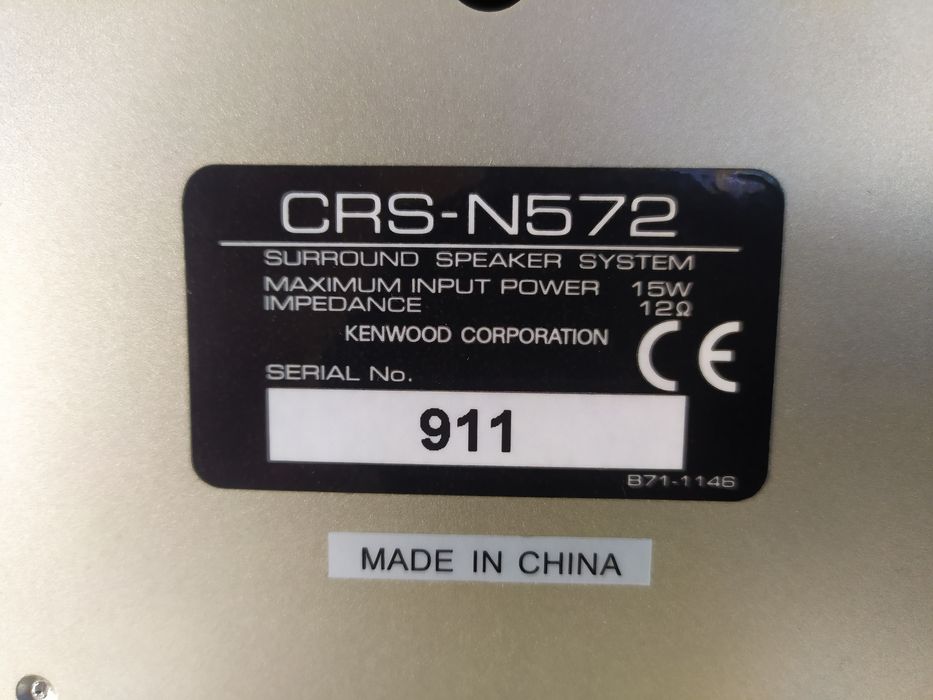 CRS-N572
SURROUND SPEAKER SYSTEM
MAXIMUM INPUT POWER 15W
IMPEDANCE 12Ω
KENWOOD CORPORATION
CE
SERIAL No.
911
B71-1146
MADE IN CHINA